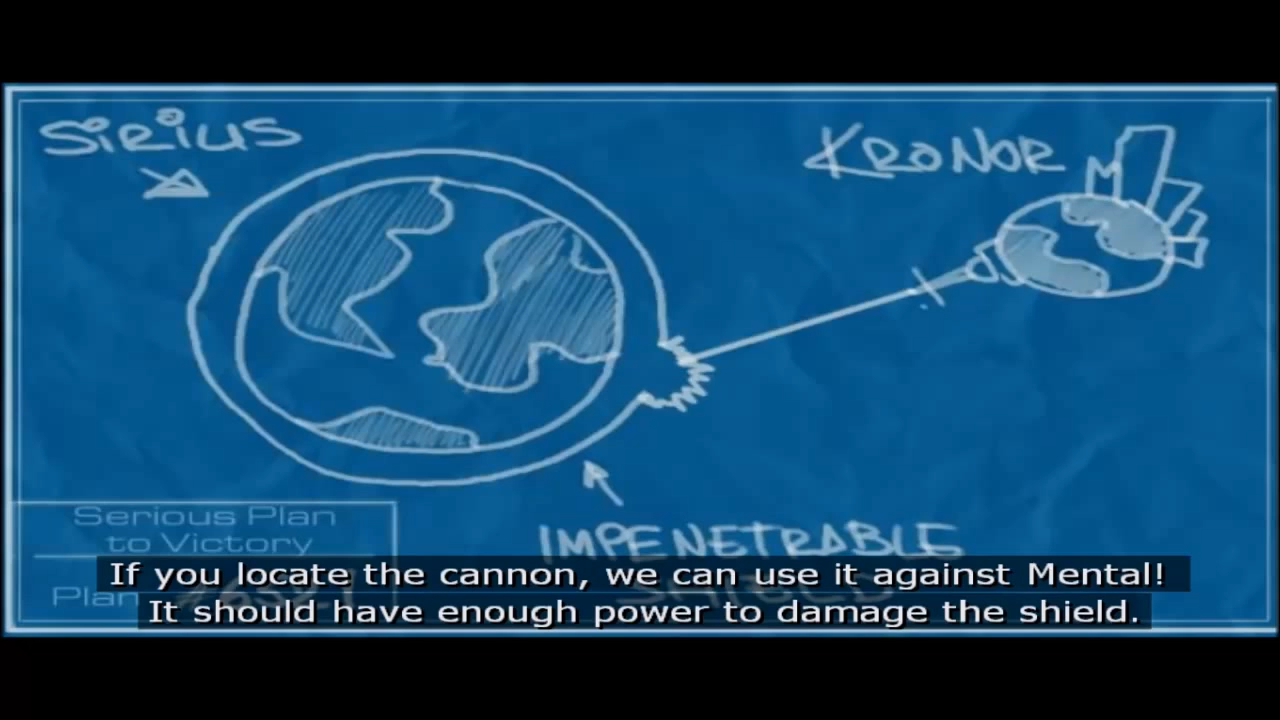 SiRiUS
KRONOR
M
IMPENETRABLE
Serious Plan
to Victory
Plan
If you locate the cannon, we can use it against Mental!
It should have enough power to damage the shield.